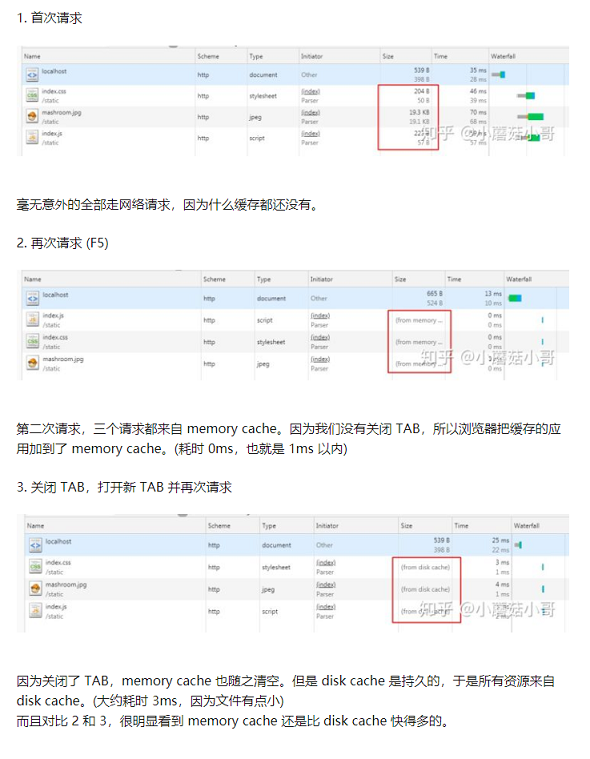 1. 首次请求
Name Scheme Type Initiator Size Time Waterfall
localhost http document Other 539 B 398 B 35 ms 28 ms
index.css /static http stylesheet (index) Parser 204 B 50 B 46 ms 39 ms
mashroom.jpg /static http jpeg (index) Parser 19.3 KB 19.1 KB 70 ms 68 ms
index.js /static http script (index) Parser 57 B 57 ms
知乎 @小蘑菇小哥
毫无意外的全部走网络请求，因为什么缓存都还没有。
2. 再次请求 (F5)
Name Scheme Type Initiator Size Time Waterfall
localhost http document Other 665 B 524 B 13 ms 10 ms
index.js /static http script (index) Parser (from memory ... 0 ms 0 ms
index.css /static http stylesheet (index) Parser (from memory ... 0 ms 0 ms
mashroom.jpg /static http jpeg (index) Parser (from memory
知乎 @小蘑菇小哥
第二次请求，三个请求都来自 memory cache。因为我们没有关闭 TAB，所以浏览器把缓存的应
用加到了 memory cache。(耗时 0ms，也就是 1ms 以内)
3. 关闭 TAB，打开新 TAB 并再次请求
Name Scheme Type Initiator Size Time Waterfall
localhost http document Other 539 B 398 B 25 ms 22 ms
index.css /static http stylesheet (index) Parser (from disk cache) 3 ms 1 ms
mashroom.jpg /static http jpeg (index) Parser (from disk cache) 4 ms 1 ms
index.js /static http script (index) Parser (from disk cache) 2 ms
知乎 @小蘑菇小哥
因为关闭了 TAB，memory cache 也随之清空。但是 disk cache 是持久的，于是所有资源来自
disk cache。(大约耗时 3ms，因为文件有点小)
而且对比 2 和 3，很明显看到 memory cache 还是比 disk cache 快得多的。